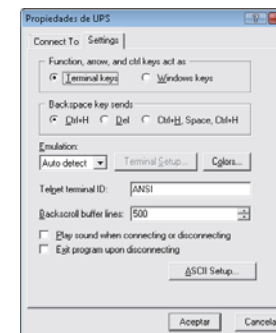 Propiedades de UPS
Connect To Settings
Function, arrow, and ctrl keys act as
Terminal keys Windows keys
Backspace key sends
Ctrl+H Del Ctrl+H, Space, Ctrl+H
Emulation:
Auto detect Terminal Setup... Colors...
Telnet terminal ID: ANSI
Backscroll buffer lines: 500
Play sound when connecting or disconnecting
Exit program upon disconnecting
ASCII Setup...
Aceptar